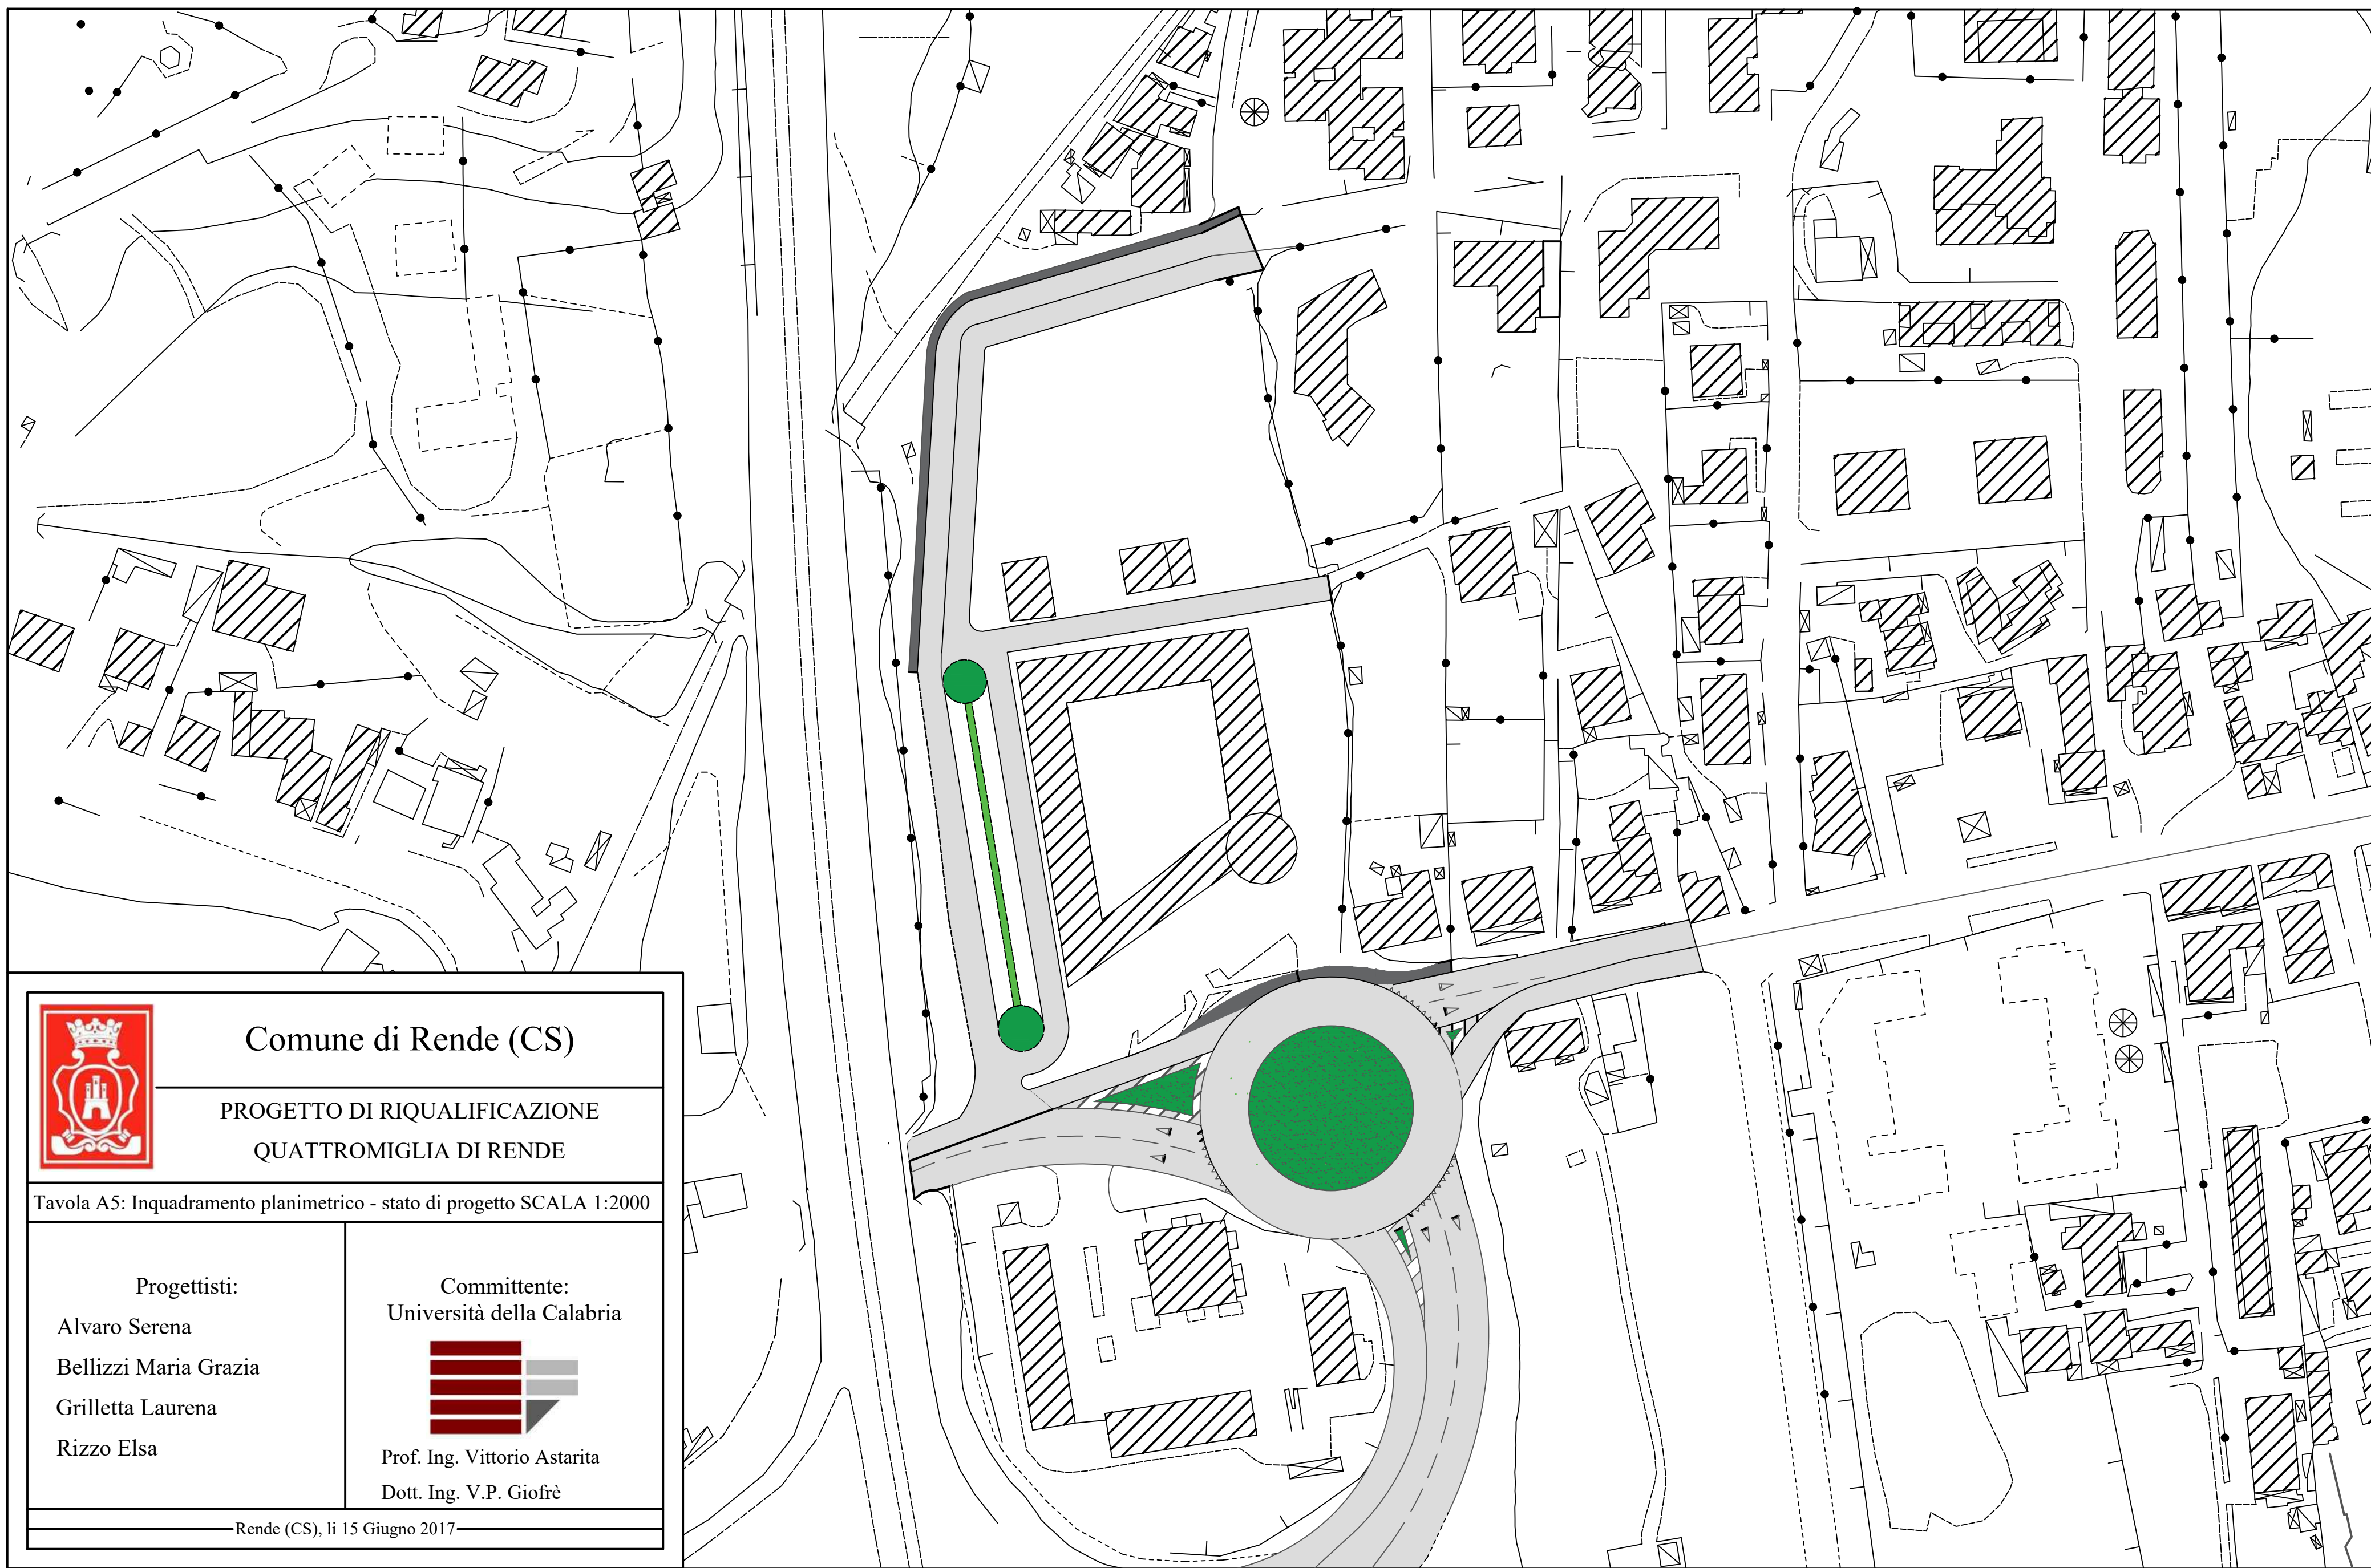 Comune di Rende (CS)
PROGETTO DI RIQUALIFICAZIONE
QUATTROMIGLIA DI RENDE
Tavola A5: Inquadramento planimetrico - stato di progetto SCALA 1:2000
Progettisti:
Alvaro Serena
Bellizzi Maria Grazia
Grilletta Laurena
Rizzo Elsa
Committente:
Università della Calabria
Prof. Ing. Vittorio Astarita
Dott. Ing. V.P. Giofrè
Rende (CS), li 15 Giugno 2017